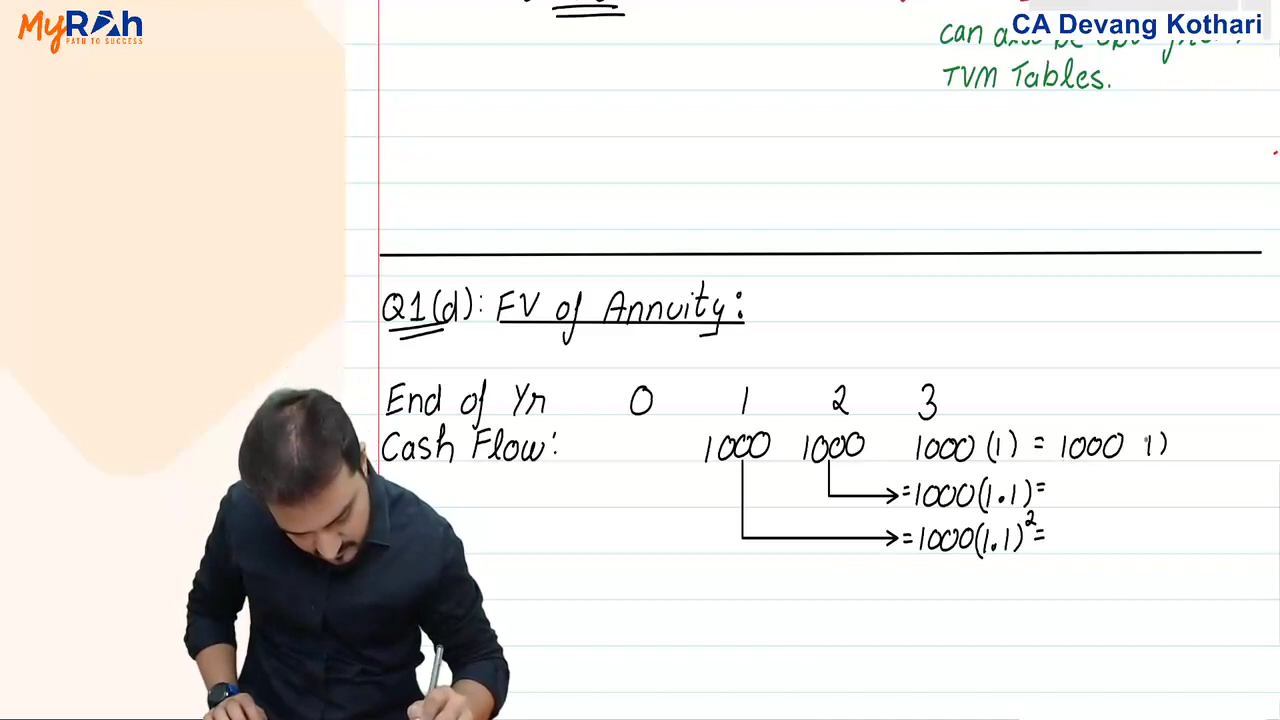 MyRAh
PATH TO SUCCESS
CA Devang Kothari
can
TVM Tables.
Q1(d): FV of Annuity:
End of Yr 0 1 2 3
Cash Flow: 1000 1000 1000 (1) = 1000 1)
=1000(1.1)=
=1000(1.1)²=